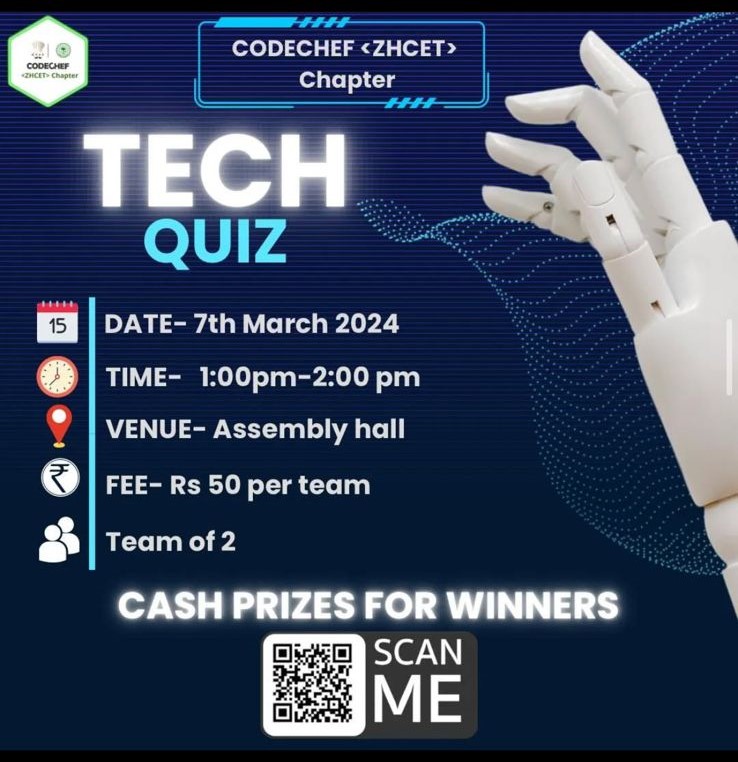 CODECHEF
<ZHCET> Chapter
CODECHEF <ZHCET>
Chapter
TECH
QUIZ
15
DATE- 7th March 2024
TIME- 1:00pm-2:00 pm
VENUE- Assembly hall
₹
FEE- Rs 50 per team
Team of 2
CASH PRIZES FOR WINNERS
SCAN
ME